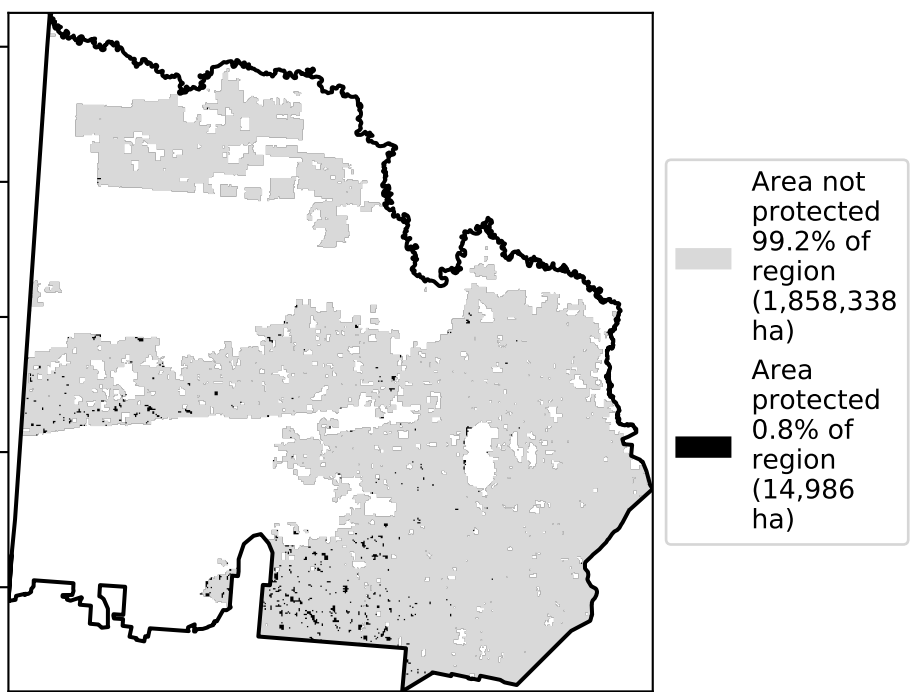 Area not
protected
99.2% of
region
(1,858,338
ha)
Area
protected
0.8% of
region
(14,986
ha)